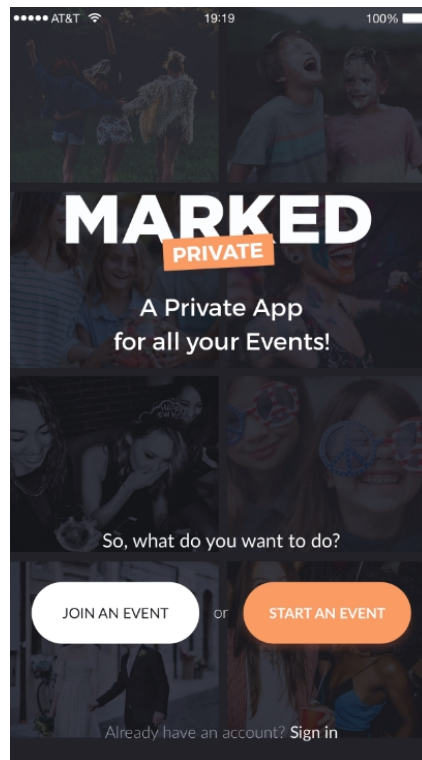 AT&T 19:19 100%
MARKED
PRIVATE
A Private App
for all your Events!
So, what do you want to do?
JOIN AN EVENT or START AN EVENT
Already have an account? Sign in